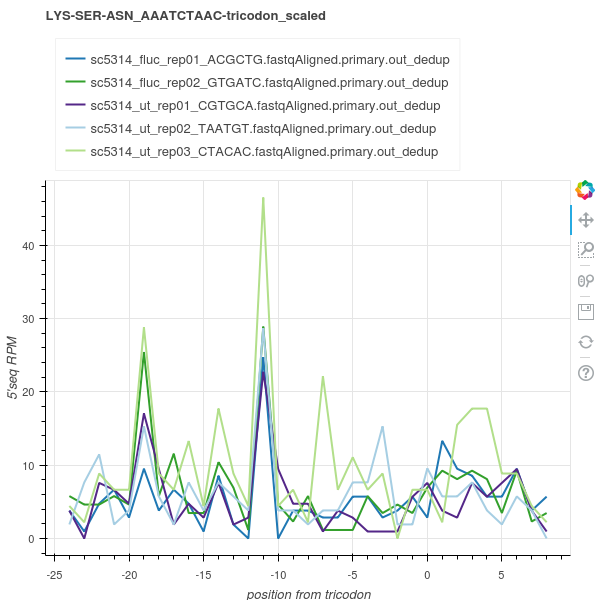 LYS-SER-ASN_AAATCTAAC-tricodon_scaled
sc5314_fluc_rep01_ACGCTG.fastqAligned.primary.out_dedup
sc5314_fluc_rep02_GTGATC.fastqAligned.primary.out_dedup
sc5314_ut_rep01_CGTGCA.fastqAligned.primary.out_dedup
sc5314_ut_rep02_TAATGT.fastqAligned.primary.out_dedup
sc5314_ut_rep03_CTACAC.fastqAligned.primary.out_dedup
40
30
20
10
0
5'seq RPM
-25 -20 -15 -10 -5 0 5
position from tricodon